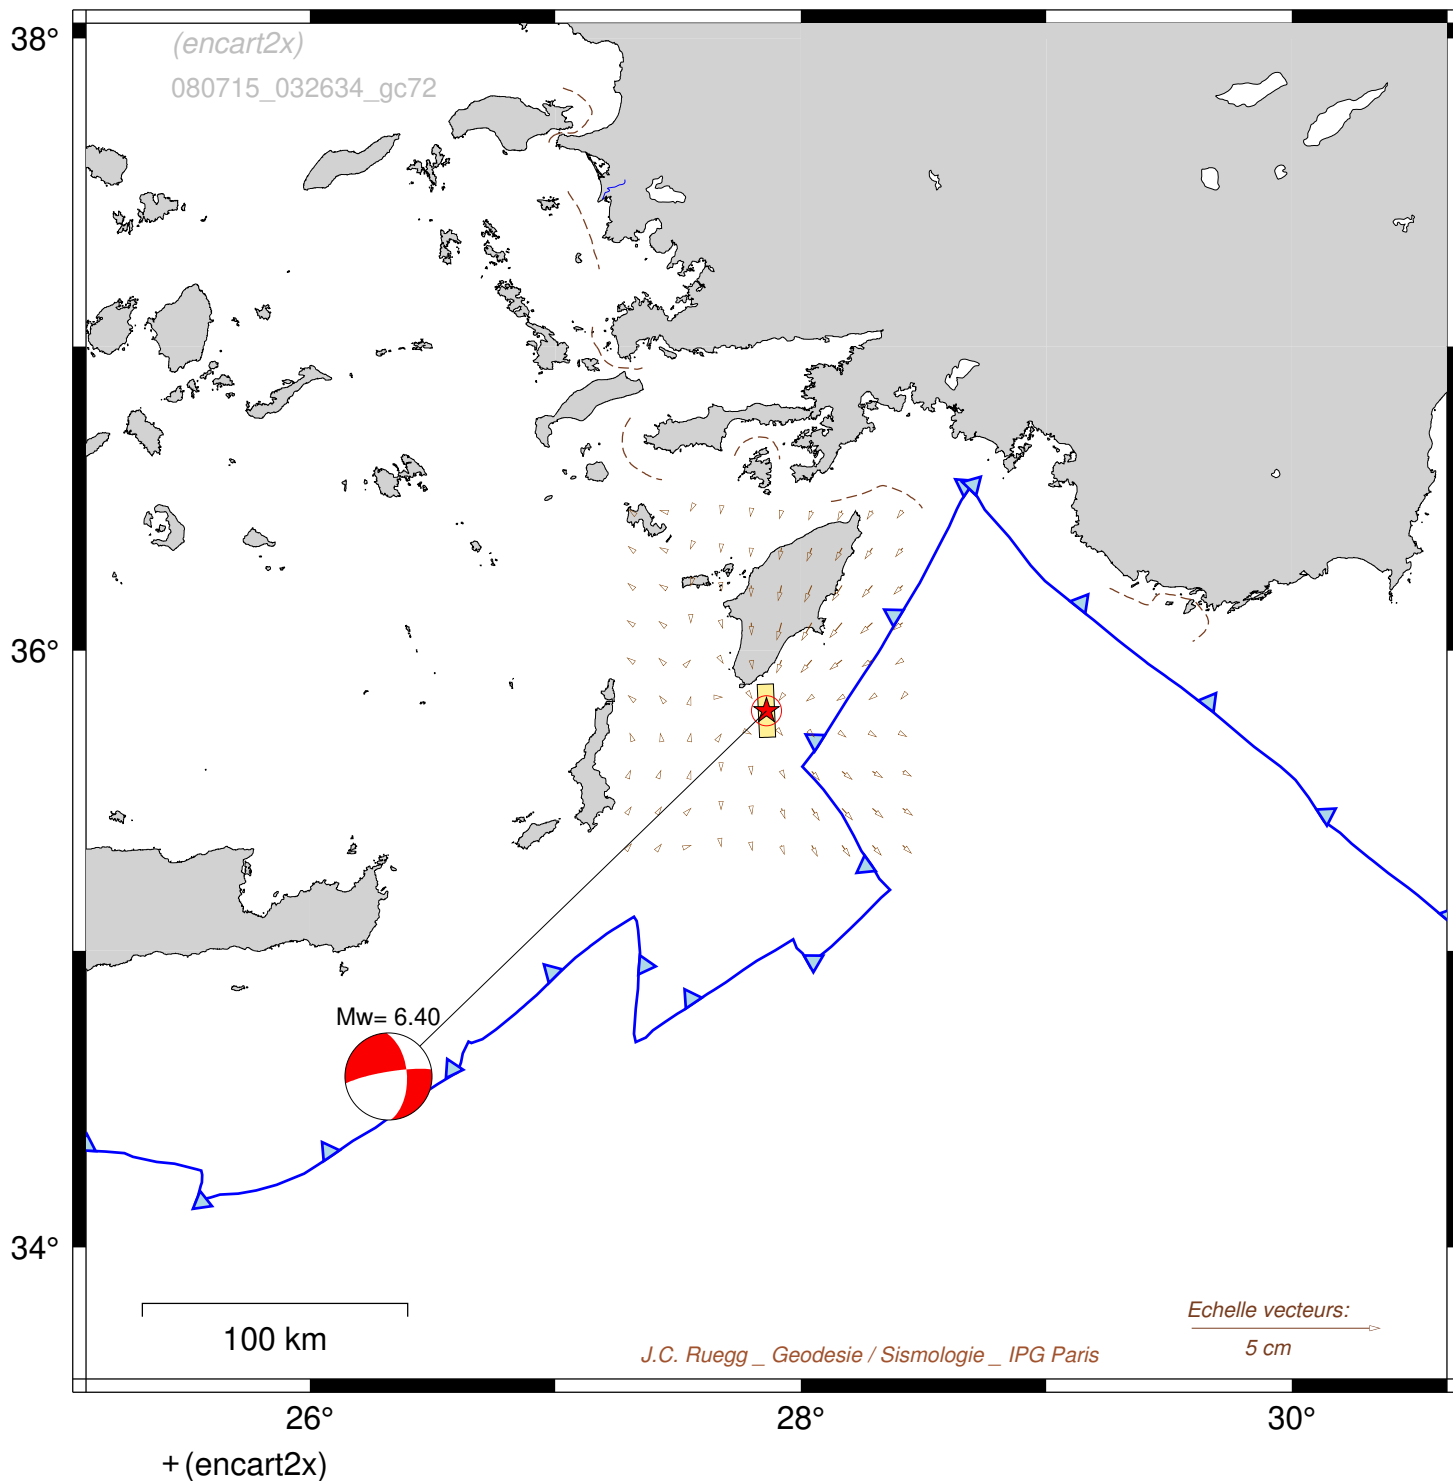 38°
(encart2x)
080715_032634_gc72
36°
Mw= 6.40
34°
100 km
Echelle vecteurs:
5 cm
J.C. Ruegg _ Geodesie / Sismologie _ IPG Paris
26°
28°
30°
+ (encart2x)